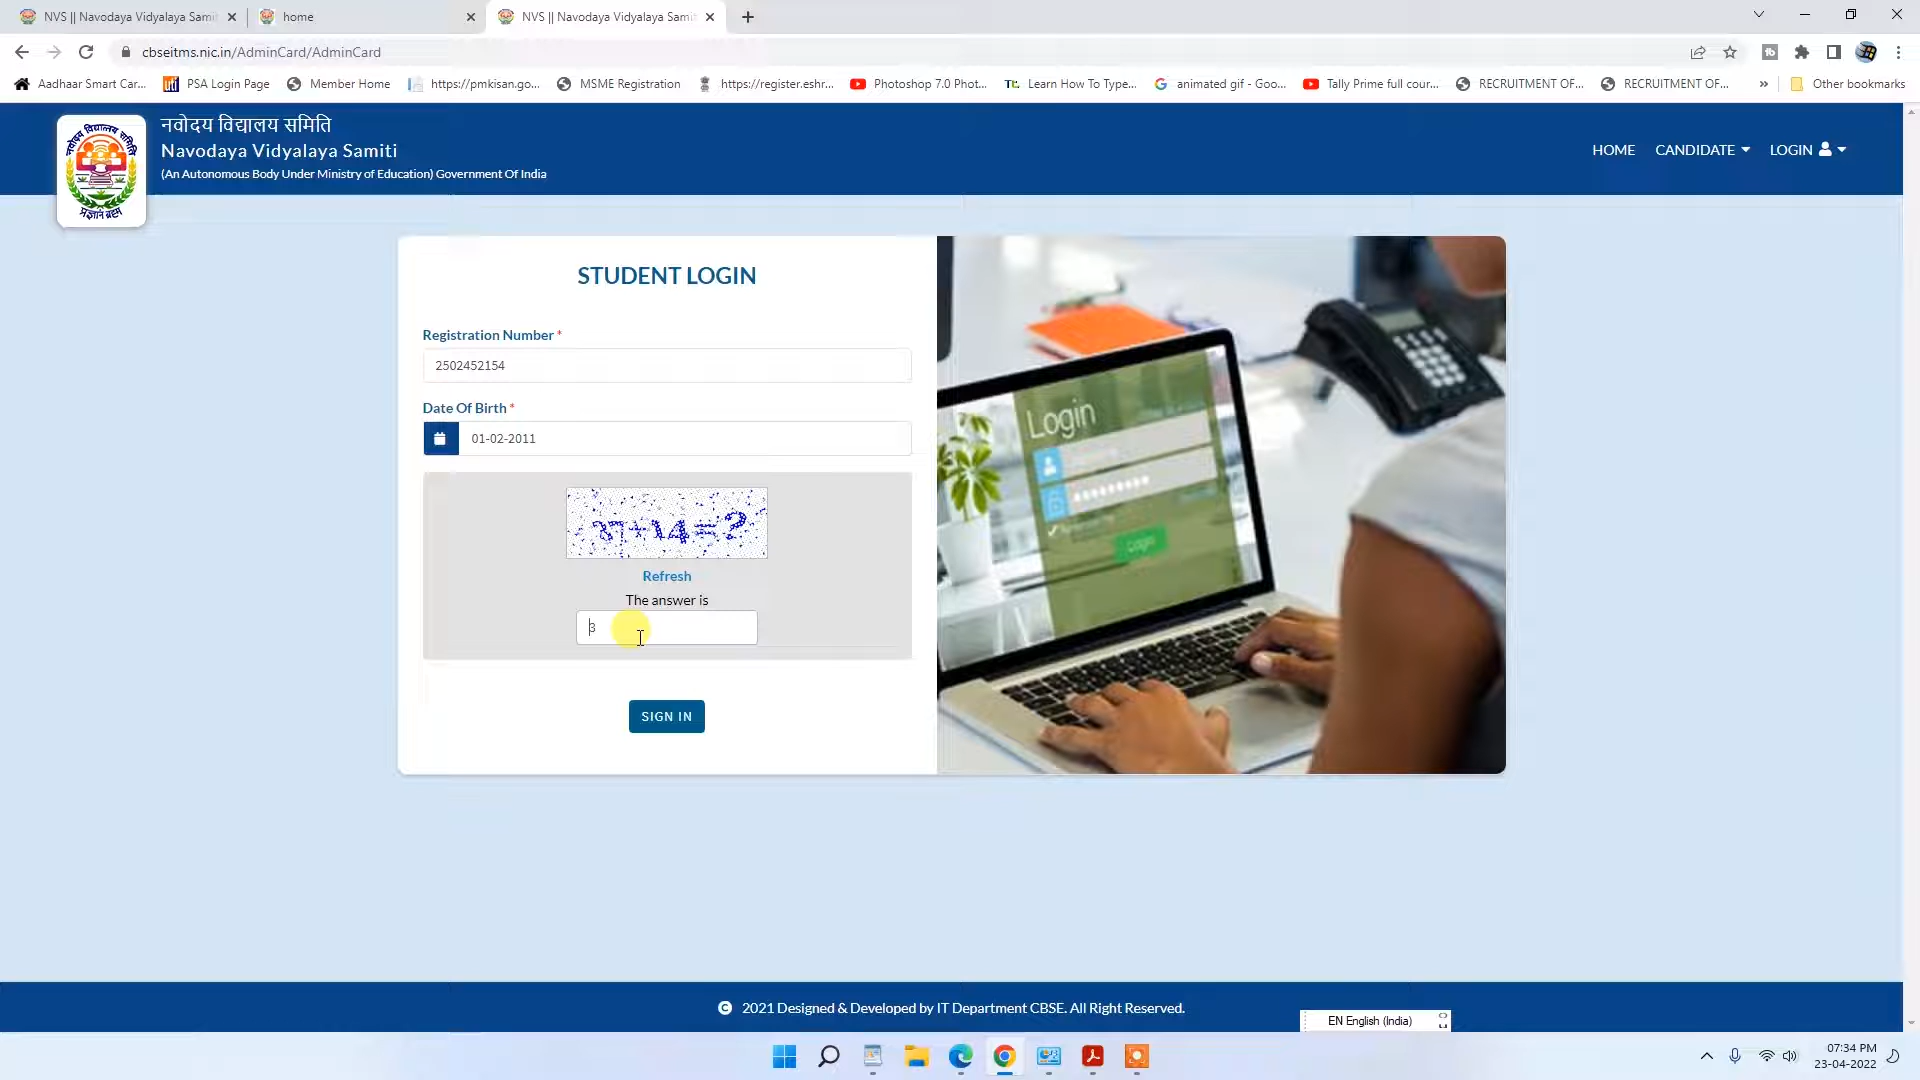 NVS || Navodaya Vidyalaya Sami
home
NVS || Navodaya Vidyalaya Sami
cbseitms.nic.in/AdminCard/AdminCard
Aadhaar Smart Car...
PSA Login Page
Member Home
https://pmkisan.go...
MSME Registration
https://register.eshr...
Photoshop 7.0 Phot...
Learn How To Type...
animated gif - Goo...
Tally Prime full cour...
RECRUITMENT OF...
RECRUITMENT OF...
»
Other bookmarks
नवोदय विद्यालय समिति
Navodaya Vidyalaya Samiti
(An Autonomous Body Under Ministry of Education) Government Of India
HOME
CANDIDATE
LOGIN
STUDENT LOGIN
Registration Number *
2502452154
Date Of Birth *
01-02-2011
Refresh
The answer is
3
SIGN IN
Login
Login
© 2021 Designed & Developed by IT Department CBSE. All Right Reserved.
EN English (India)
07:34 PM
23-04-2022